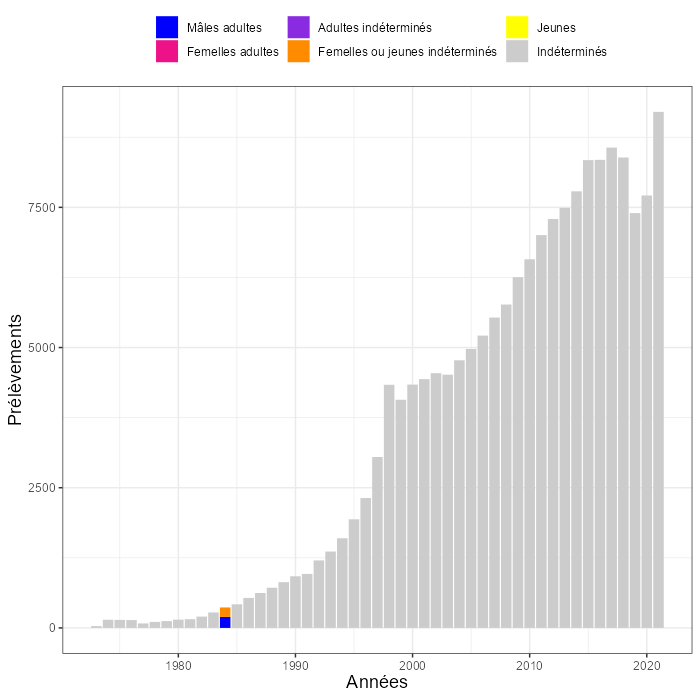 Mâles adultes
Adultes indéterminés
Jeunes
Femelles adultes
Femelles ou jeunes indéterminés
Indéterminés
7500
5000
2500
0
Prélèvements
1980
1990
2000
2010
2020
Années